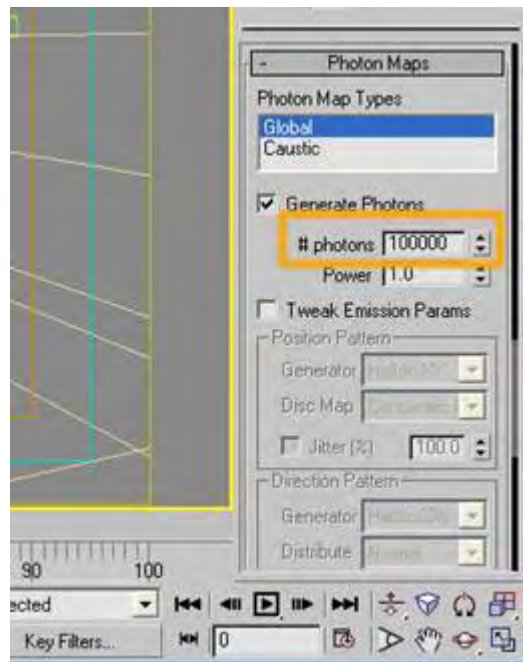 - Photon Maps
Photon Map Types
Global
Caustic
Generate Photons
# photons 100000
Power 1.0
Tweak Emission Params
Position Pattern
Generator
Disc Map
Jitter (%) 100.0
Direction Pattern
Generator
Distribute
90 100
ected
Key Filters... 0